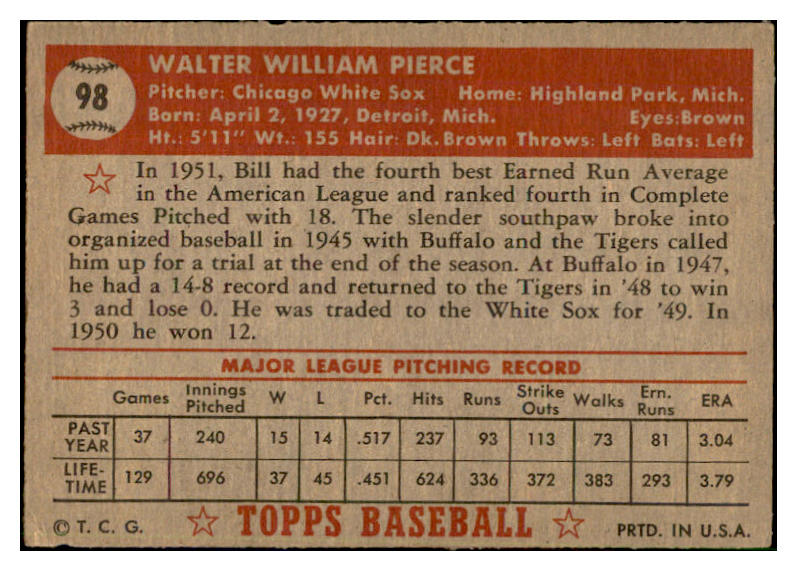 98
WALTER WILLIAM PIERCE
Pitcher: Chicago White Sox Home: Highland Park, Mich.
Born: April 2, 1927, Detroit, Mich. Eyes:Brown
Ht.: 5'11" Wt.: 155 Hair: Dk. Brown Throws: Left Bats: Left
In 1951, Bill had the fourth best Earned Run Average
in the American League and ranked fourth in Complete
Games Pitched with 18. The slender southpaw broke into
organized baseball in 1945 with Buffalo and the Tigers called
him up for a trial at the end of the season. At Buffalo in 1947,
he had a 14-8 record and returned to the Tigers in '48 to win
3 and lose 0. He was traded to the White Sox for '49. In
1950 he won 12.
MAJOR LEAGUE PITCHING RECORD
Games Innings Pitched W L Pct. Hits Runs Strike Outs Walks Ern. Runs ERA
PAST YEAR 37 240 15 14 .517 237 93 113 73 81 3.04
LIFE-TIME 129 696 37 45 .451 624 336 372 383 293 3.79
© T. C. G. TOPPS BASEBALL PRTD. IN U.S.A.